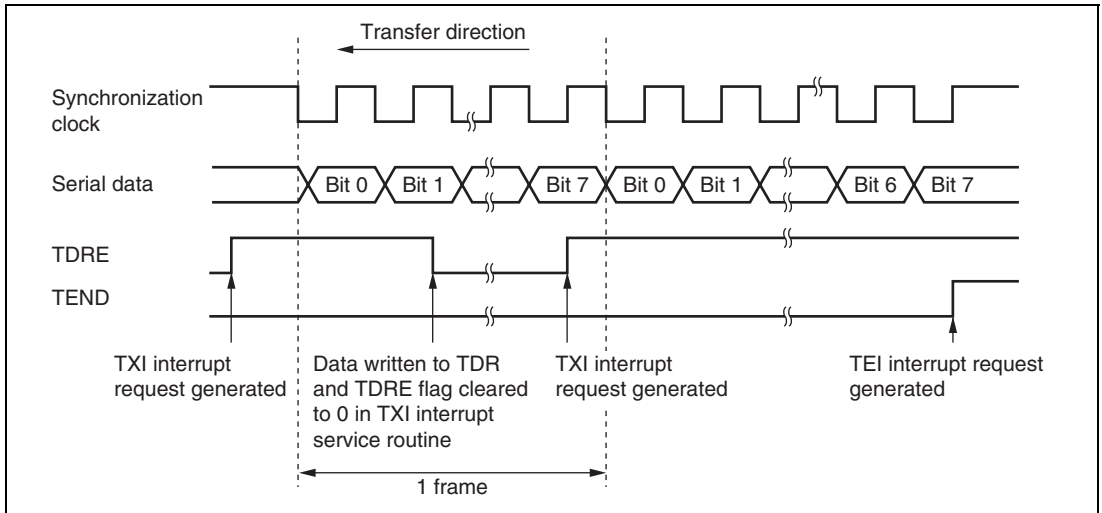 Transfer direction
Synchronization
clock
Serial data
Bit 0 Bit 1 Bit 7 Bit 0 Bit 1 Bit 6 Bit 7
TDRE
TEND
TXI interrupt
request generated
Data written to TDR
and TDRE flag cleared
to 0 in TXI interrupt
service routine
TXI interrupt
request generated
TEI interrupt request
generated
1 frame